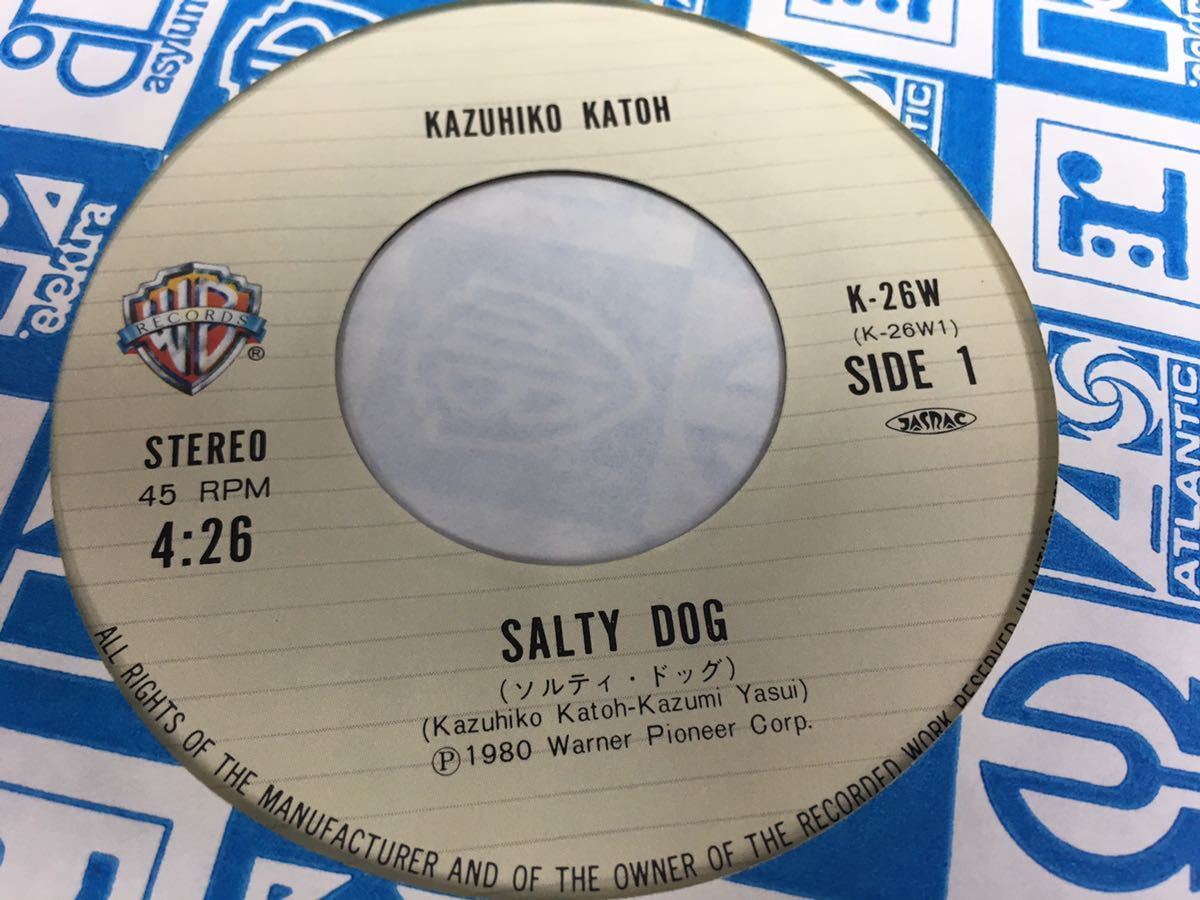 KAZUHIKO KATOH
WB
RECORDS
®
STEREO
45 RPM
4:26
K-26W
(K-26W1)
SIDE 1
JASRAC
SALTY DOG
(ソルティ・ドッグ)
(Kazuhiko Katoh-Kazumi Yasui)
Ⓟ1980 Warner Pioneer Corp.
ALL RIGHTS OF THE MANUFACTURER AND OF THE OWNER OF THE RECORDED WORK RESERVED
asylum
ATLANTIC